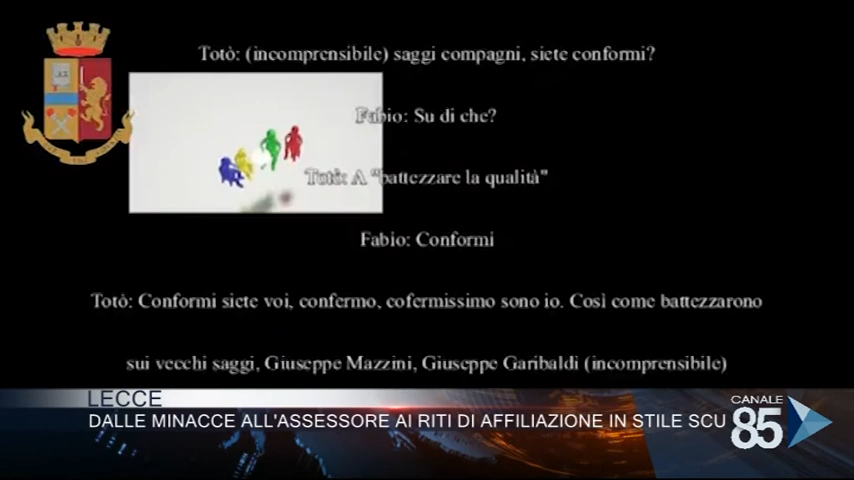 Totò: (incomprensibile) saggi compagni, siete conformi?
Fabio: Su di che?
Totò: A "battezzare la qualità"
Fabio: Conformi
Totò: Conformi siete voi, confermo, cofermissimo sono io. Così come battezzarono
sui vecchi saggi, Giuseppe Mazzini, Giuseppe Garibaldi (incomprensibile)
LECCE
DALLE MINACCE ALL'ASSESSORE AI RITI DI AFFILIAZIONE IN STILE SCU
CANALE
85